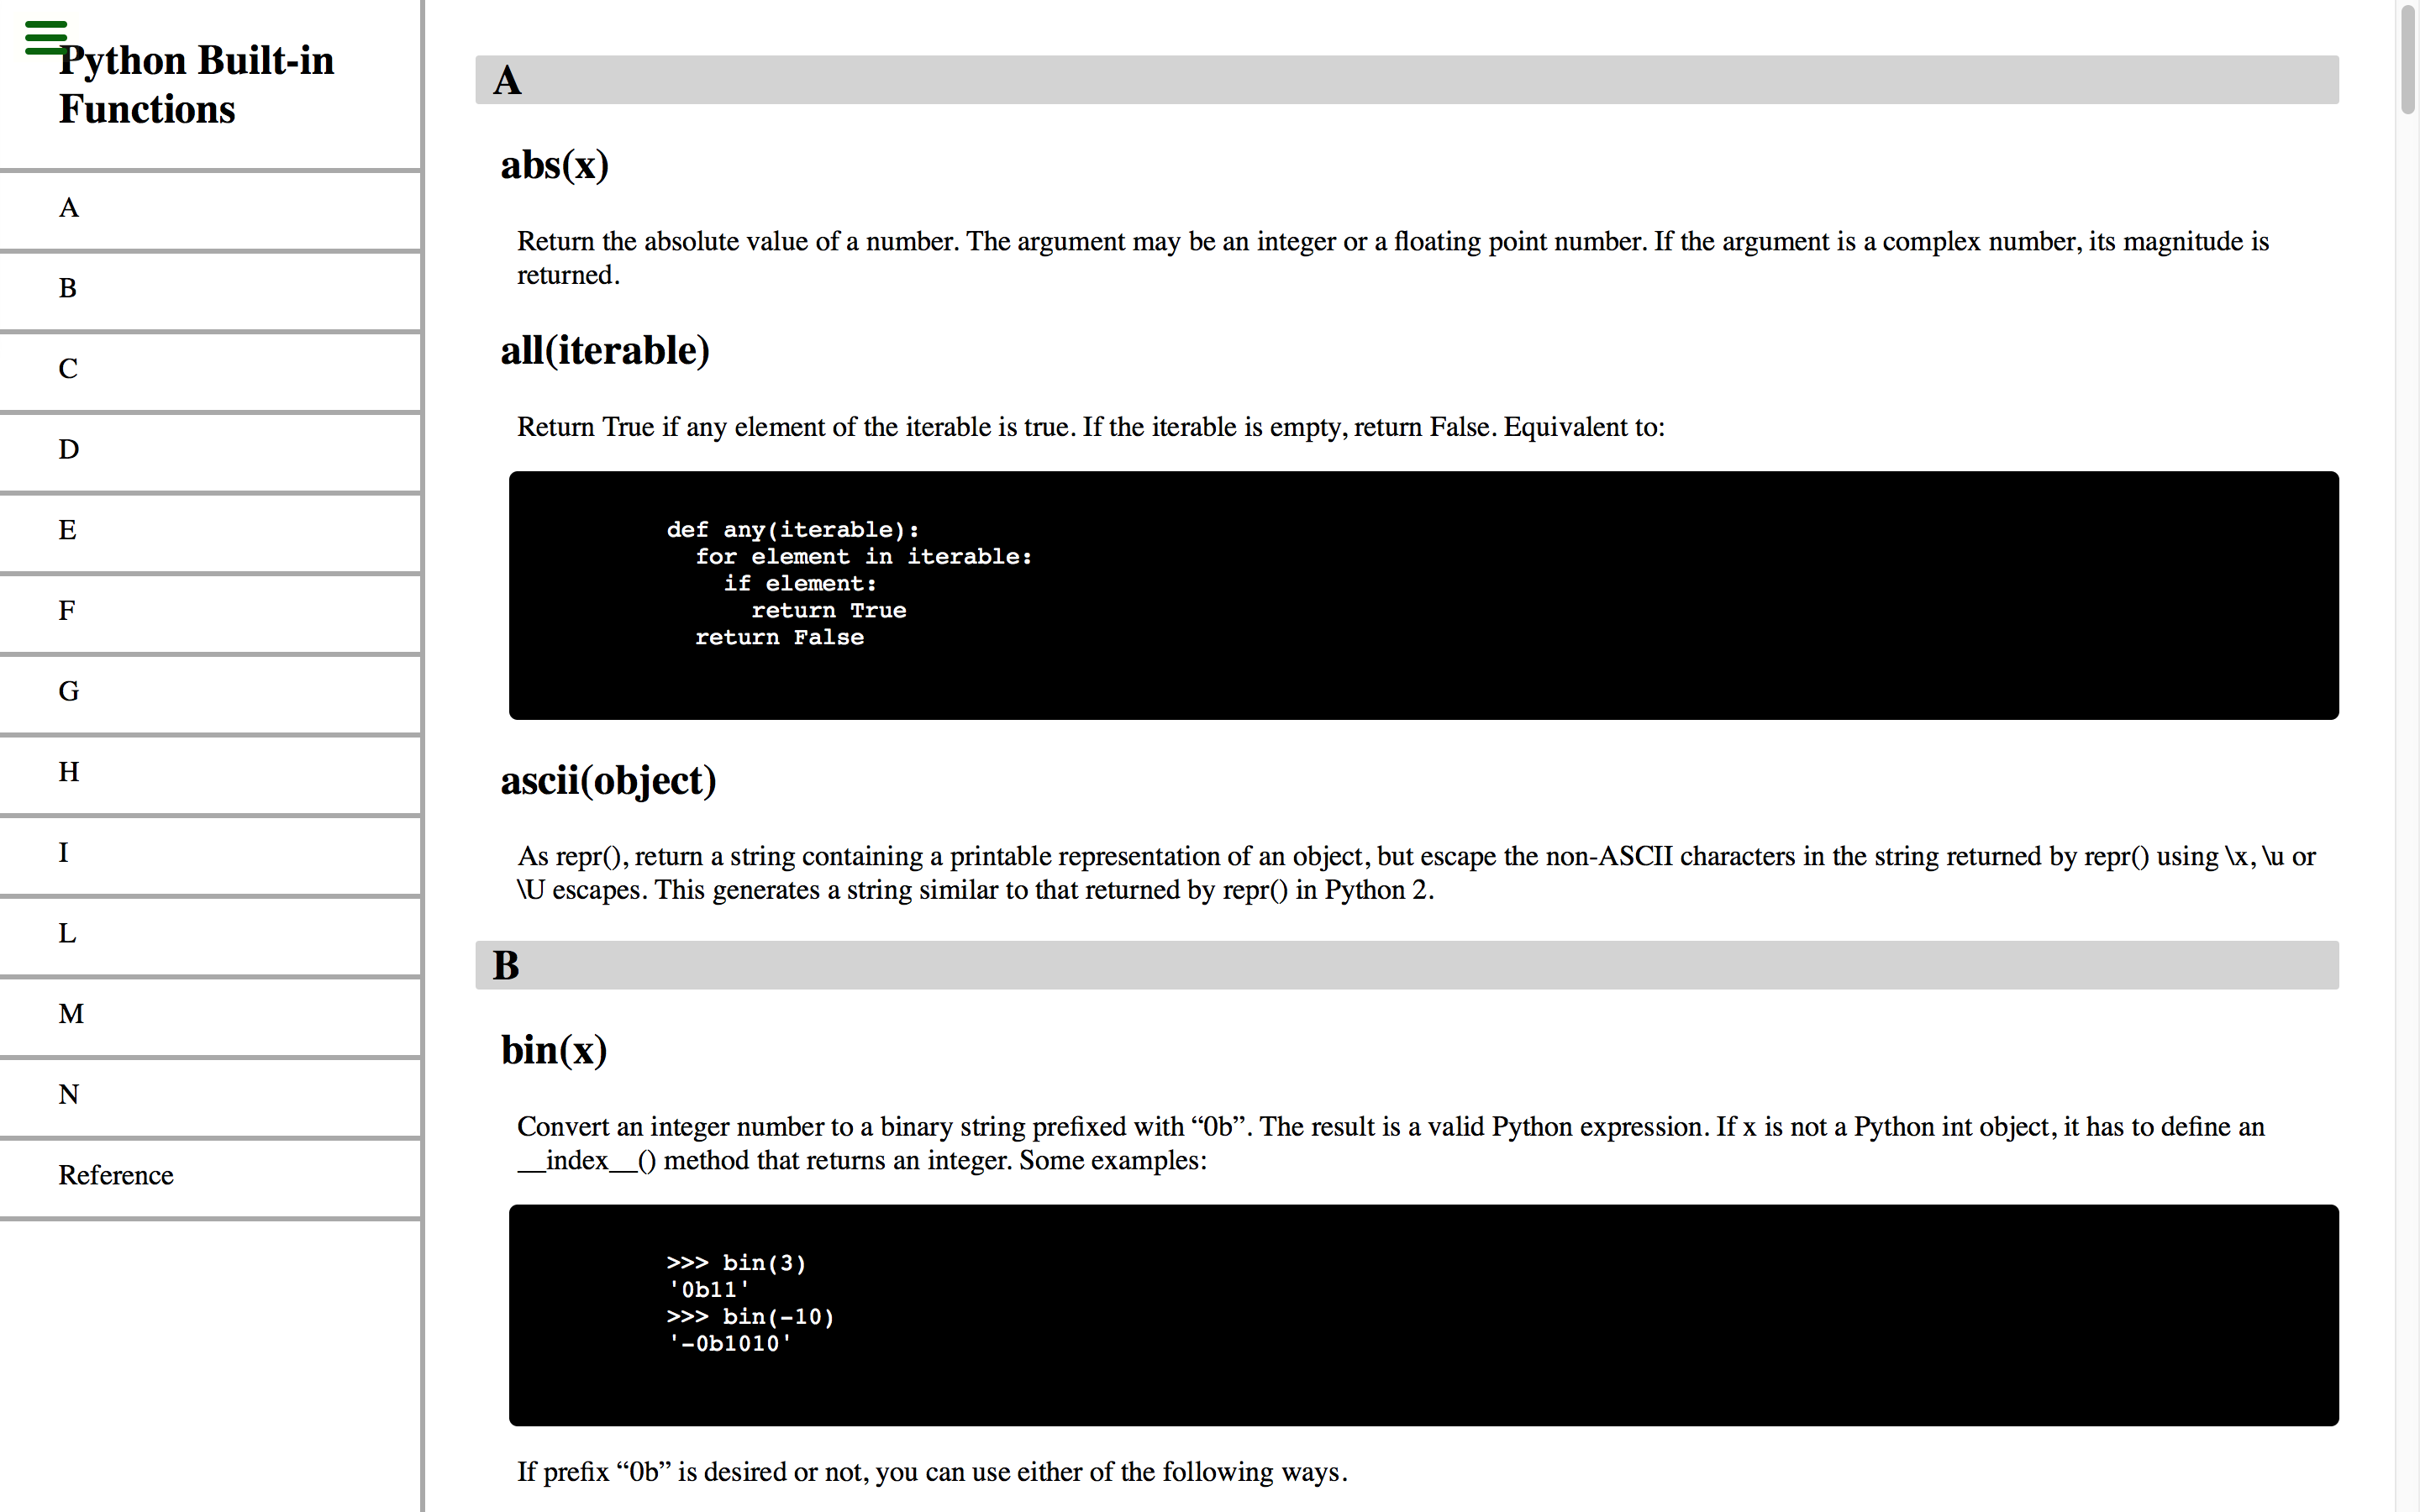 Python Built-in
Functions
A
B
C
D
E
F
G
H
I
L
M
N
Reference
A
abs(x)
Return the absolute value of a number. The argument may be an integer or a floating point number. If the argument is a complex number, its magnitude is
returned.
all(iterable)
Return True if any element of the iterable is true. If the iterable is empty, return False. Equivalent to:
def any(iterable):
  for element in iterable:
    if element:
      return True
  return False
ascii(object)
As repr(), return a string containing a printable representation of an object, but escape the non-ASCII characters in the string returned by repr() using \x, \u or
\U escapes. This generates a string similar to that returned by repr() in Python 2.
B
bin(x)
Convert an integer number to a binary string prefixed with “0b”. The result is a valid Python expression. If x is not a Python int object, it has to define an
__index__() method that returns an integer. Some examples:
>>> bin(3)
'0b11'
>>> bin(-10)
'-0b1010'
If prefix “0b” is desired or not, you can use either of the following ways.